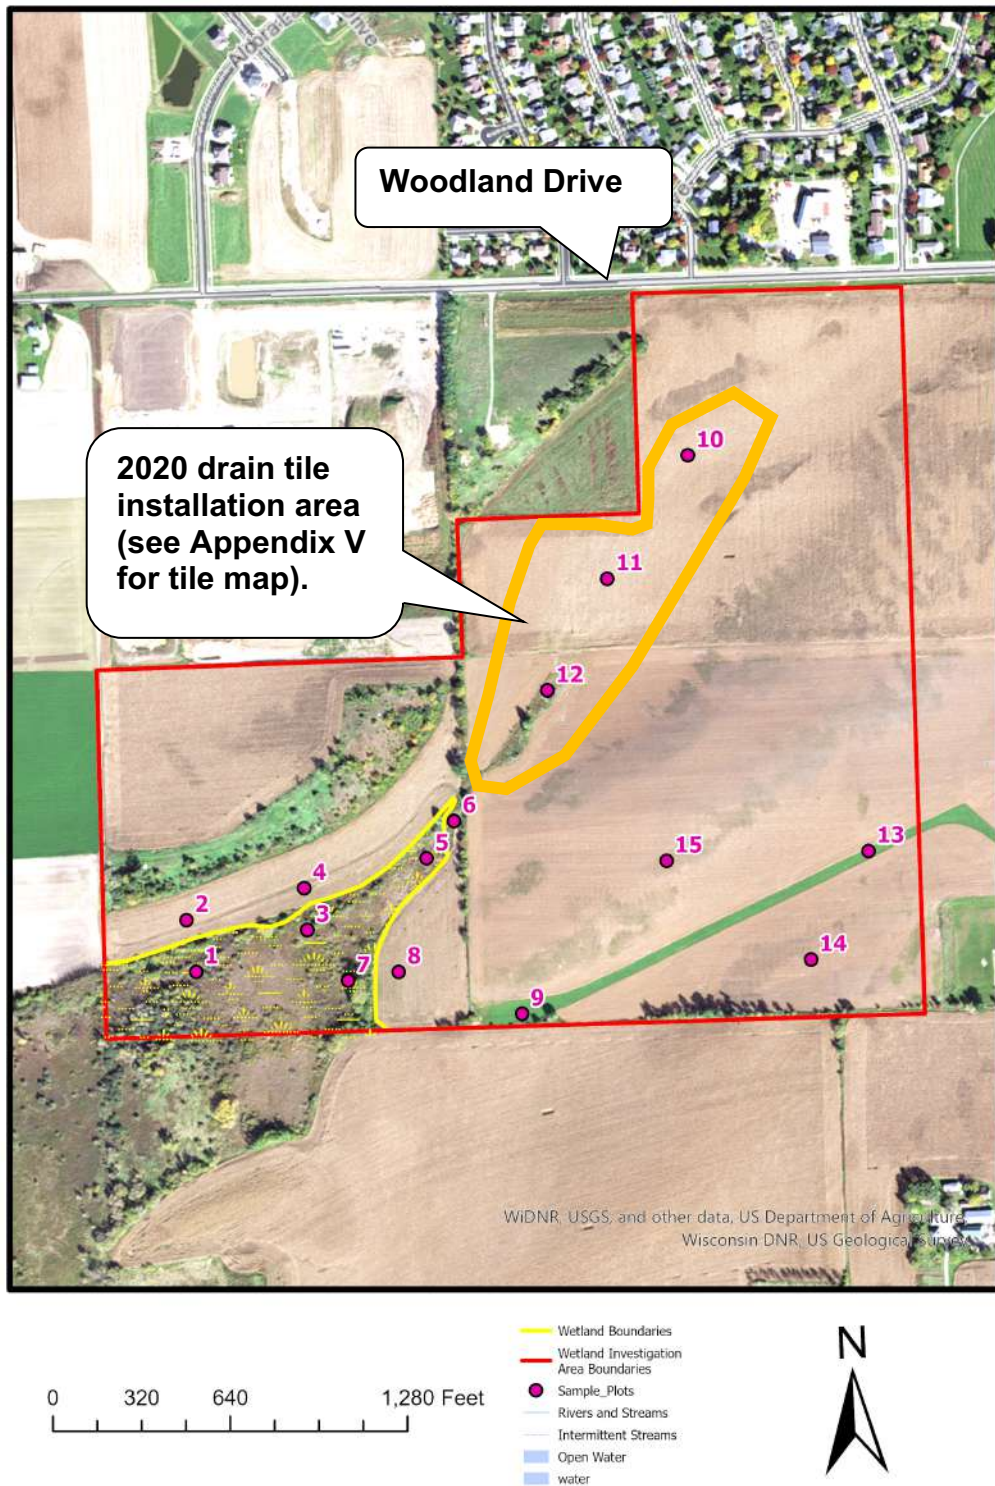 Drive
Woodland Drive
2020 drain tile
installation area
(see Appendix V
for tile map).
10
11
12
6
5
15
13
4
2
3
1
7
8
14
9
WiDNR, USGS, and other data, US Department of Agriculture,
Wisconsin DNR, US Geological Survey
0 320 640 1,280 Feet
Wetland Boundaries
Wetland Investigation
Area Boundaries
Sample_Plots
Rivers and Streams
Intermittent Streams
Open Water
water
N